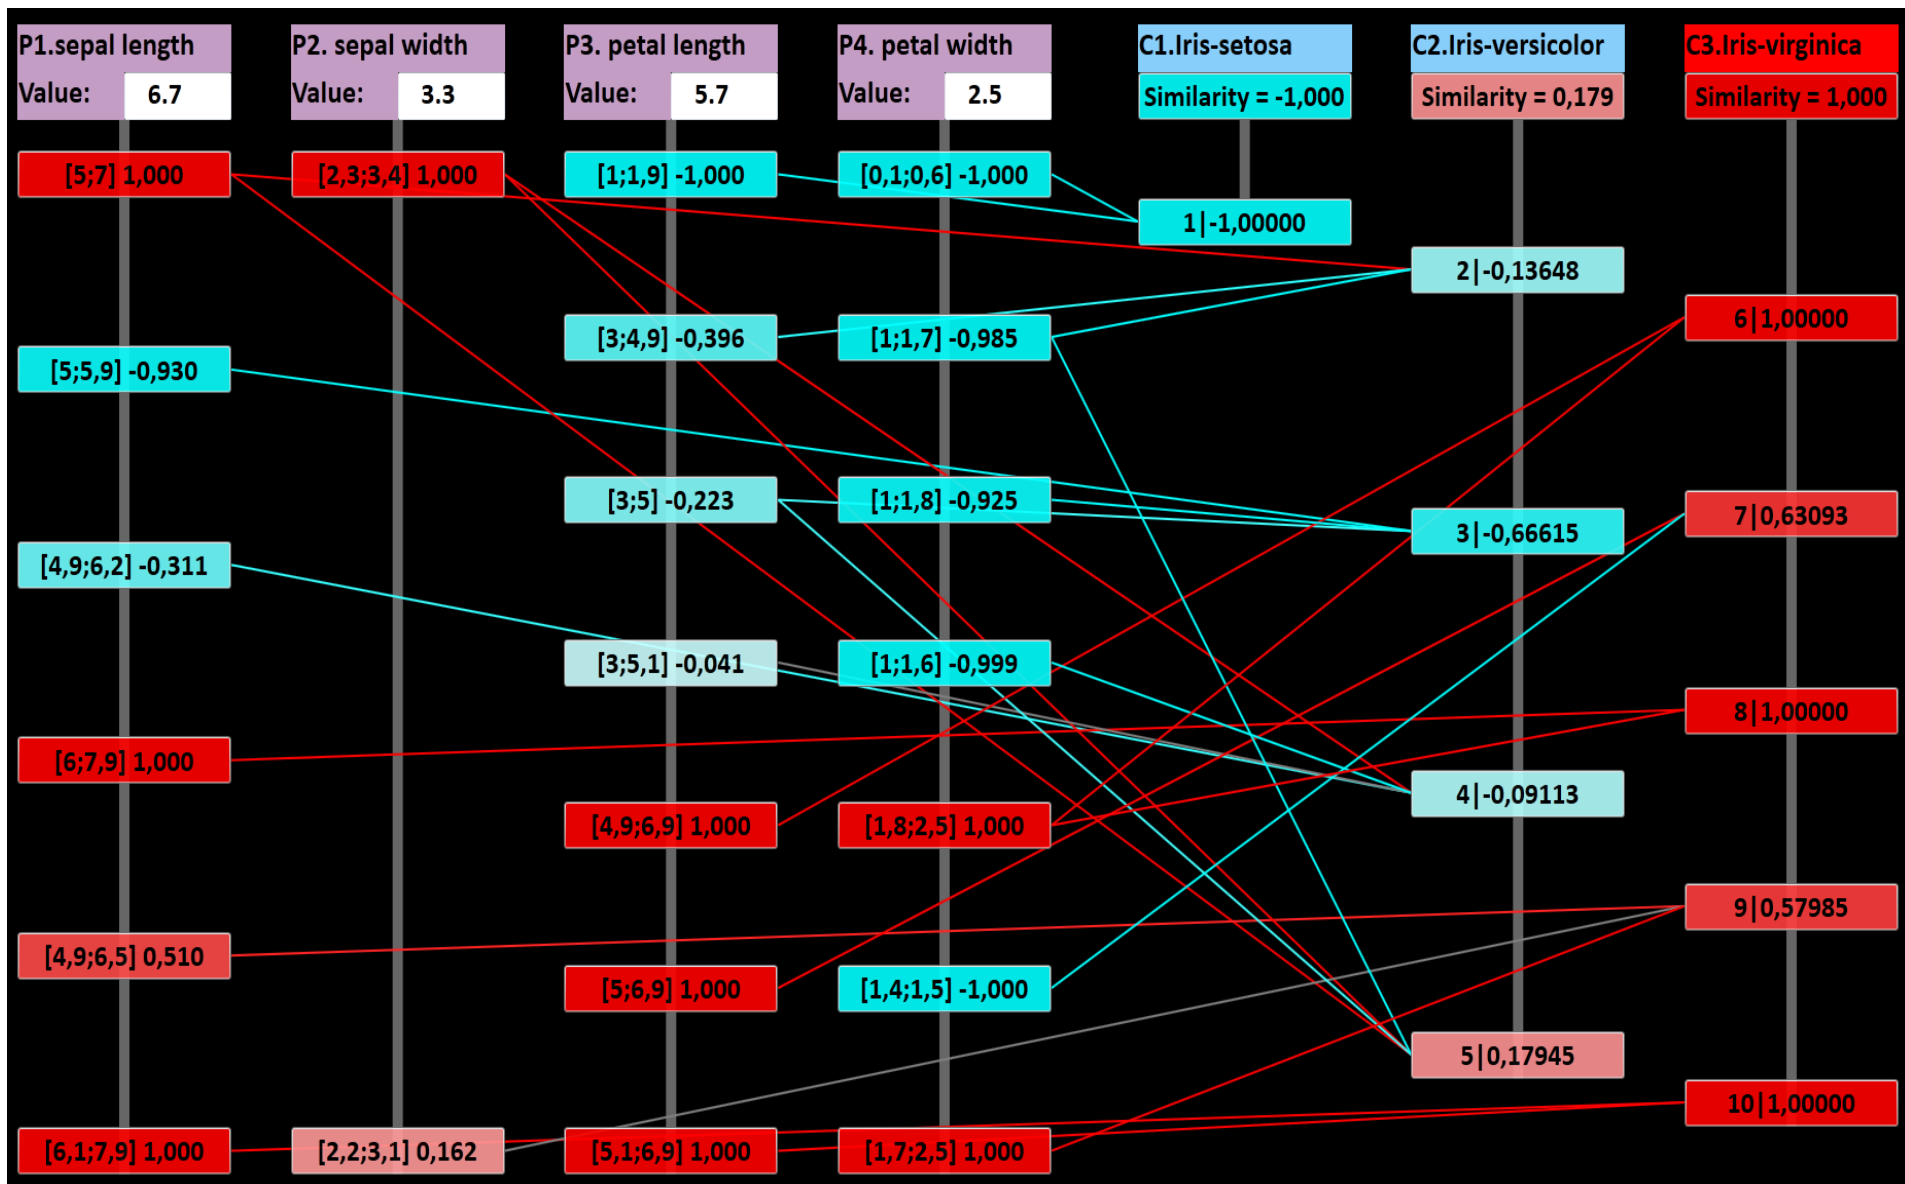 P1.sepal length
Value: 6.7
P2. sepal width
Value: 3.3
P3. petal length
Value: 5.7
P4. petal width
Value: 2.5
C1.Iris-setosa
Similarity = -1,000
C2.Iris-versicolor
Similarity = 0,179
C3.Iris-virginica
Similarity = 1,000
[5;7] 1,000
[5;5,9] -0,930
[4,9;6,2] -0,311
[6;7,9] 1,000
[4,9;6,5] 0,510
[6,1;7,9] 1,000
[2,3;3,4] 1,000
[2,2;3,1] 0,162
[1;1,9] -1,000
[3;4,9] -0,396
[3;5] -0,223
[3;5,1] -0,041
[4,9;6,9] 1,000
[5;6,9] 1,000
[5,1;6,9] 1,000
[0,1;0,6] -1,000
[1;1,7] -0,985
[1;1,8] -0,925
[1;1,6] -0,999
[1,8;2,5] 1,000
[1,4;1,5] -1,000
[1,7;2,5] 1,000
1|-1,00000
2|-0,13648
3|-0,66615
4|-0,09113
5|0,17945
6|1,00000
7|0,63093
8|1,00000
9|0,57985
10|1,00000